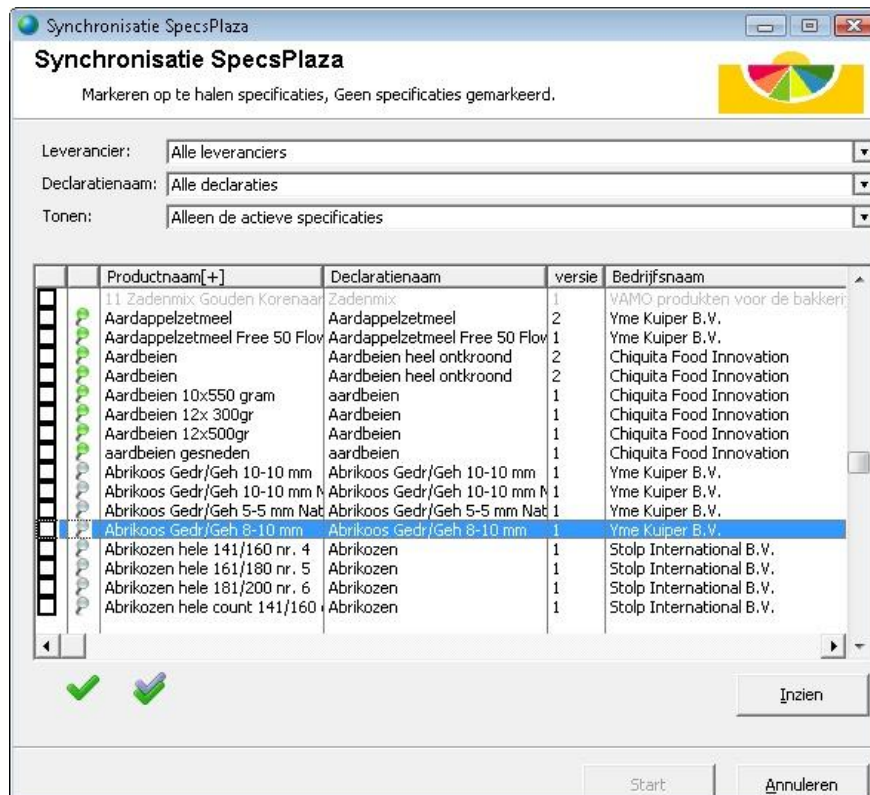 Synchronisatie SpecsPlaza
Synchronisatie SpecsPlaza
Markeren op te halen specificaties, Geen specificaties gemarkeerd.
Leverancier: Alle leveranciers
Declaratienaam: Alle declaraties
Tonen: Alleen de actieve specificaties
Productnaam[+] Declaratienaam versie Bedrijfsnaam
11 Zadenmix Gouden Korenaar Zadenmix 1 VAMO produkten voor de bakkerij
Aardappelzetmeel Aardappelzetmeel 2 Yme Kuiper B.V.
Aardappelzetmeel Free 50 Flow Aardappelzetmeel Free 50 Flow 1 Yme Kuiper B.V.
Aardbeien Aardbeien heel ontkroond 2 Chiquita Food Innovation
Aardbeien Aardbeien heel ontkroond 2 Chiquita Food Innovation
Aardbeien 10x550 gram aardbeien 1 Chiquita Food Innovation
Aardbeien 12x 300gr Aardbeien 1 Chiquita Food Innovation
Aardbeien 12x500gr Aardbeien 1 Chiquita Food Innovation
aardbeien gesneden aardbeien 1 Chiquita Food Innovation
Abrikoos Gedr/Geh 10-10 mm Abrikoos Gedr/Geh 10-10 mm 1 Yme Kuiper B.V.
Abrikoos Gedr/Geh 10-10 mm N Abrikoos Gedr/Geh 10-10 mm N 1 Yme Kuiper B.V.
Abrikoos Gedr/Geh 5-5 mm Nat Abrikoos Gedr/Geh 5-5 mm Nat 1 Yme Kuiper B.V.
Abrikoos Gedr/Geh 8-10 mm Abrikoos Gedr/Geh 8-10 mm 1 Yme Kuiper B.V.
Abrikozen hele 141/160 nr. 4 Abrikozen 1 Stolp International B.V.
Abrikozen hele 161/180 nr. 5 Abrikozen 1 Stolp International B.V.
Abrikozen hele 181/200 nr. 6 Abrikozen 1 Stolp International B.V.
Abrikozen hele count 141/160 Abrikozen 1 Stolp International B.V.
Inzien
Start Annuleren